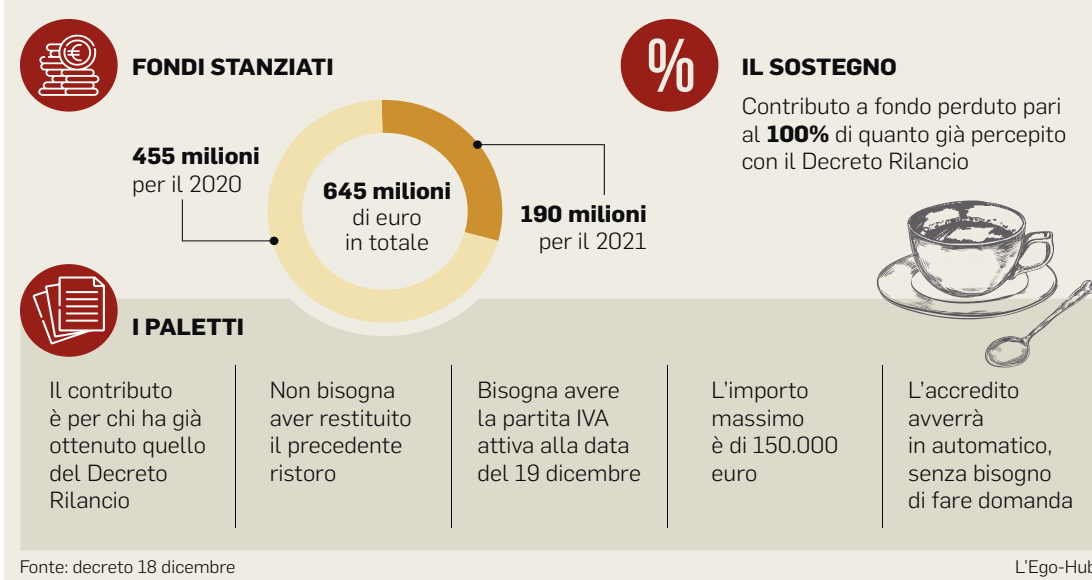 FONDI STANZIATI
455 milioni
per il 2020
645 milioni
di euro
in totale
190 milioni
per il 2021
%
IL SOSTEGNO
Contributo a fondo perduto pari
al 100% di quanto già percepito
con il Decreto Rilancio
I PALETTI
Il contributo
è per chi ha già
ottenuto quello
del Decreto
Rilancio
Non bisogna
aver restituito
il precedente
ristoro
Bisogna avere
la partita IVA
attiva alla data
del 19 dicembre
L'importo
massimo
è di 150.000
euro
L'accredito
avverrà
in automatico,
senza bisogno
di fare domanda
Fonte: decreto 18 dicembre
L'Ego-Hub